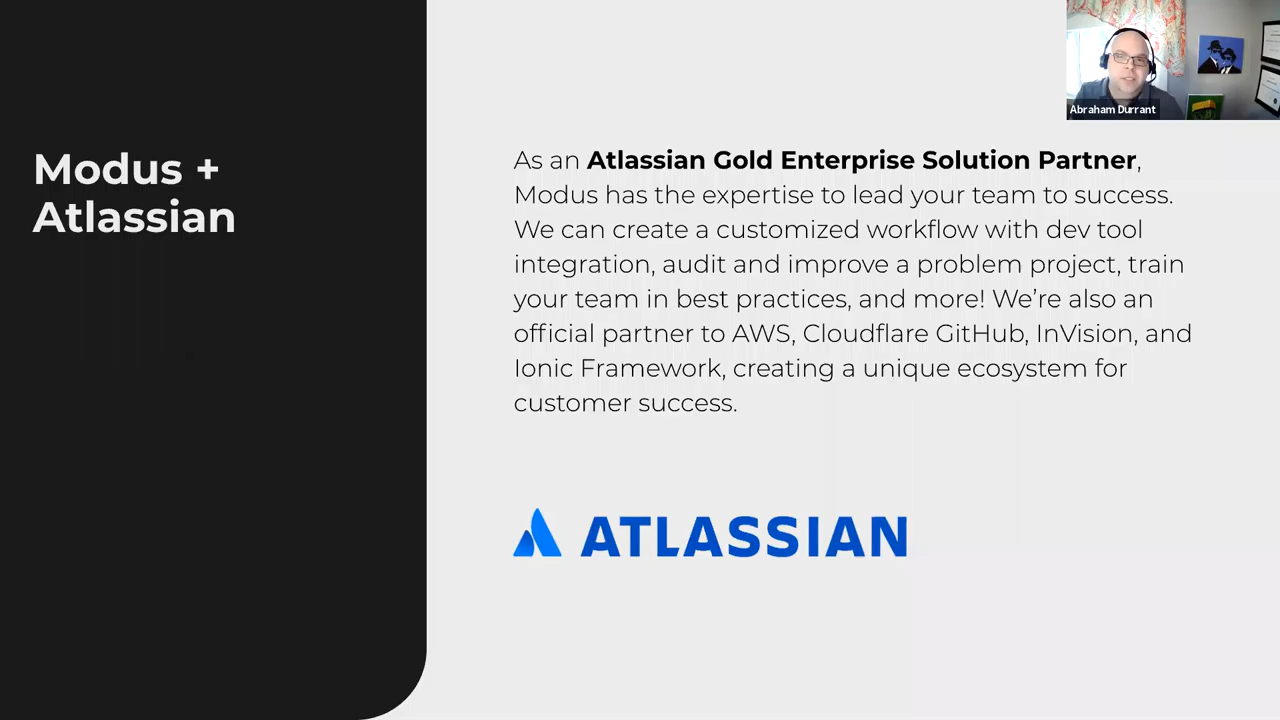 Abraham Durrant
Modus +
Atlassian
As an Atlassian Gold Enterprise Solution Partner,
Modus has the expertise to lead your team to success.
We can create a customized workflow with dev tool
integration, audit and improve a problem project, train
your team in best practices, and more! We’re also an
official partner to AWS, Cloudflare GitHub, InVision, and
Ionic Framework, creating a unique ecosystem for
customer success.
ATLASSIAN